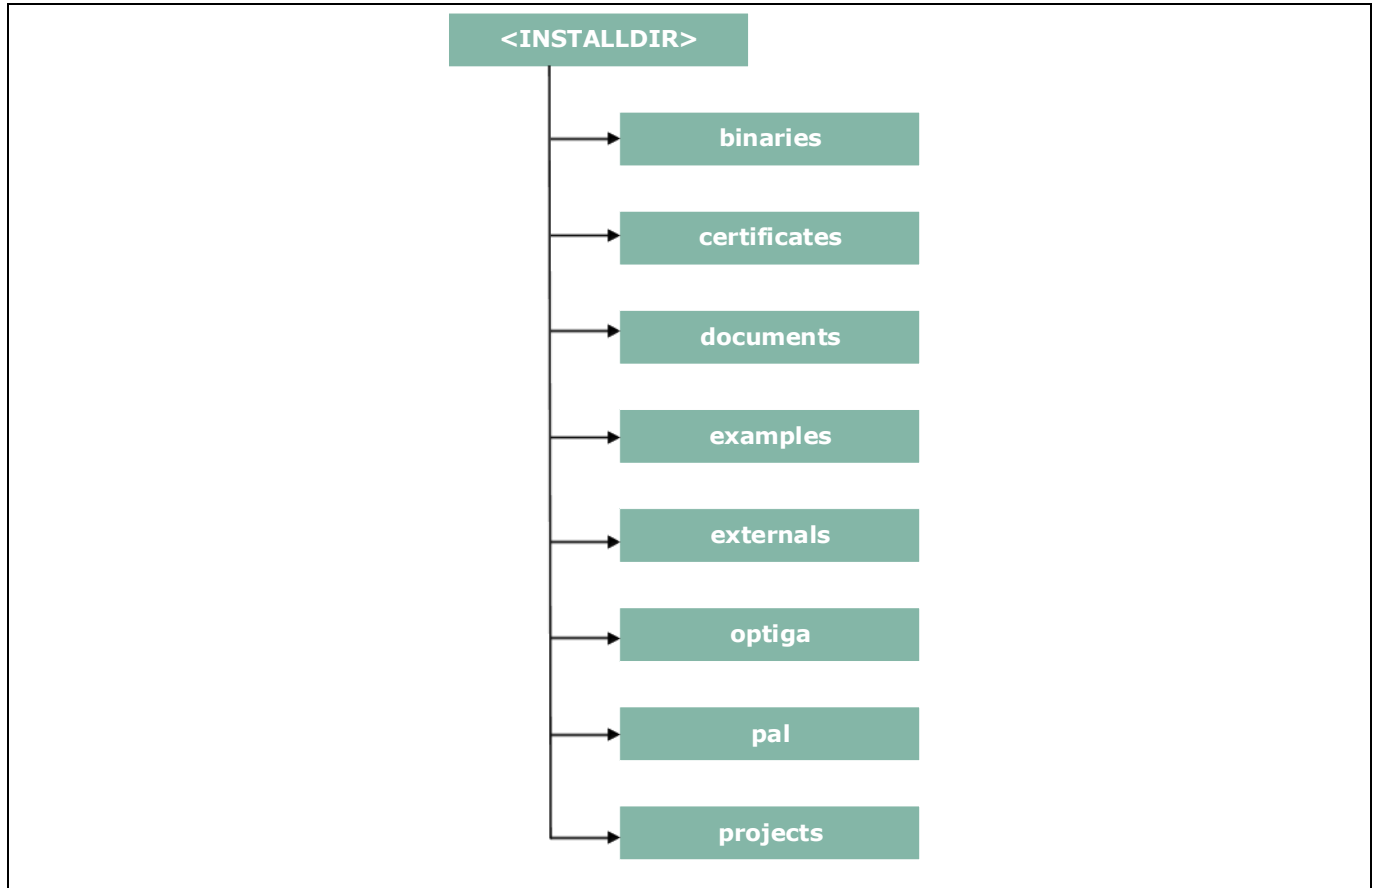 <INSTALLDIR>
binaries
certificates
documents
examples
externals
optiga
pal
projects